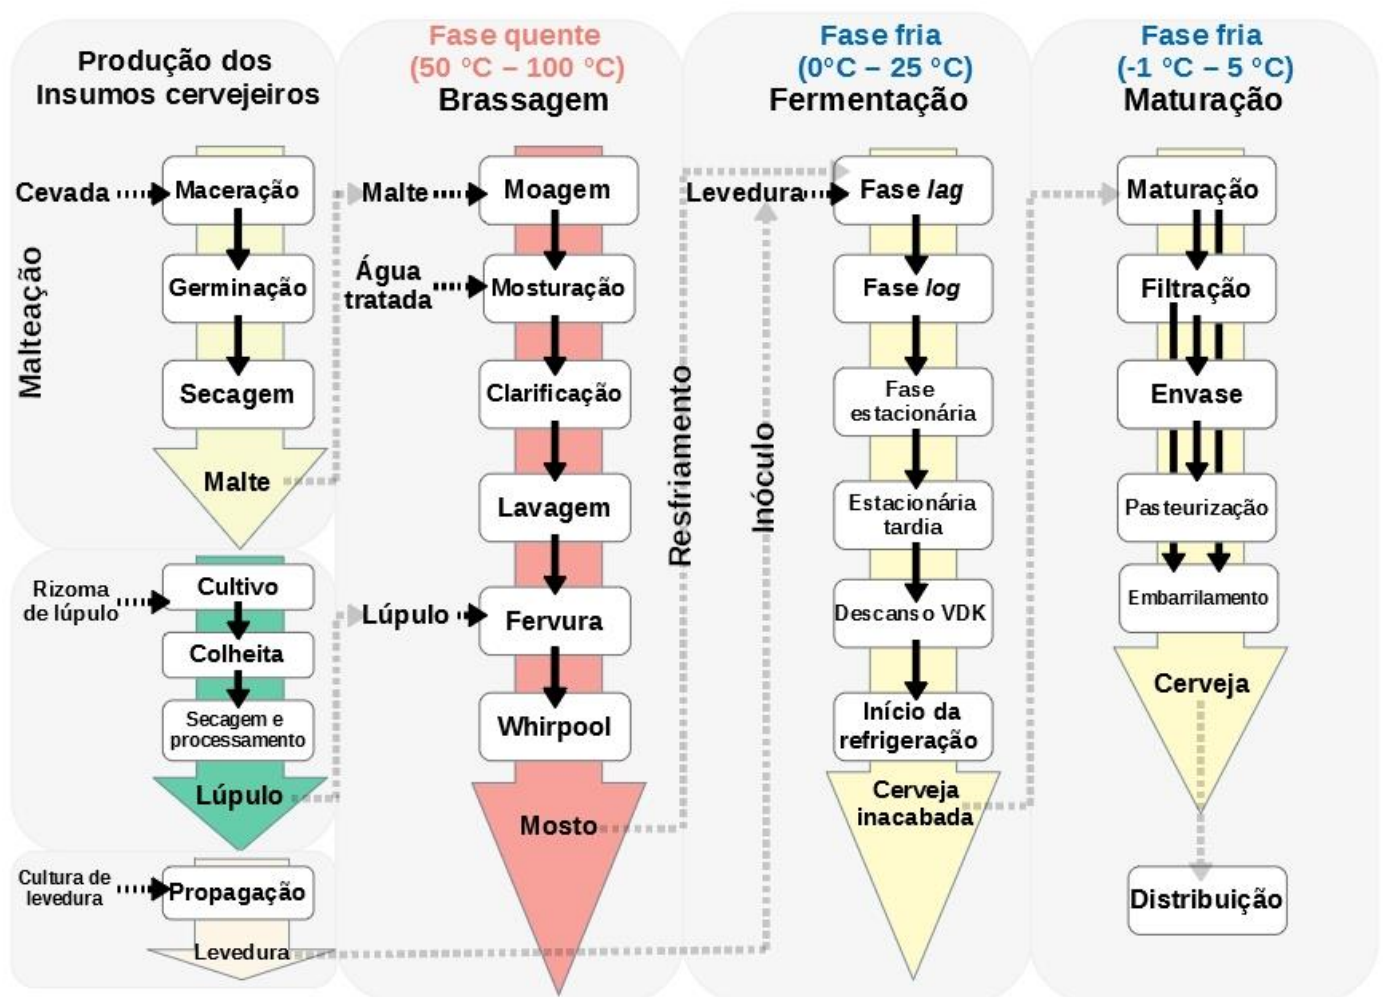 Produção dos
Insumos cervejeiros
Malteação
Cevada
Maceração
Germinação
Secagem
Malte
Rizoma
de lúpulo
Cultivo
Colheita
Secagem e
processamento
Lúpulo
Cultura de
levedura
Propagação
Levedura
Fase quente
(50 °C – 100 °C)
Brassagem
Malte
Moagem
Água
tratada
Mosturação
Clarificação
Lavagem
Lúpulo
Fervura
Whirpool
Mosto
Resfriamento
Fase fria
(0°C – 25 °C)
Fermentação
Levedura
Inóculo
Fase lag
Fase log
Fase
estacionária
Estacionária
tardia
Descanso VDK
Início da
refrigeração
Cerveja
inacabada
Fase fria
(-1 °C – 5 °C)
Maturação
Maturação
Filtração
Envase
Pasteurização
Embarrilamento
Cerveja
Distribuição